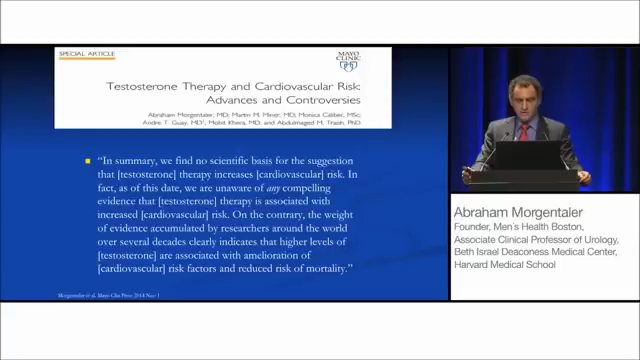 SPECIAL ARTICLE
MAYO
CLINIC
Testosterone Therapy and Cardiovascular Risk:
Advances and Controversies
Abraham Morgentaler, MD; Martin M. Miner, MD; Monica Caliber, MSc;
Andre T. Guay, MD†; Mohit Khera, MD; and Abdulmaged M. Traish, PhD
“In summary, we find no scientific basis for the suggestion
that [testosterone] therapy increases [cardiovascular] risk. In
fact, as of this date, we are unaware of any compelling
evidence that [testosterone] therapy is associated with
increased [cardiovascular] risk. On the contrary, the weight
of evidence accumulated by researchers around the world
over several decades clearly indicates that higher levels of
[testosterone] are associated with amelioration of
[cardiovascular] risk factors and reduced risk of mortality.”
Morgentaler et al. Mayo Clin Proc 2014 Nov
Abraham Morgentaler
Founder, Men's Health Boston,
Associate Clinical Professor of Urology,
Beth Israel Deaconess Medical Center,
Harvard Medical School